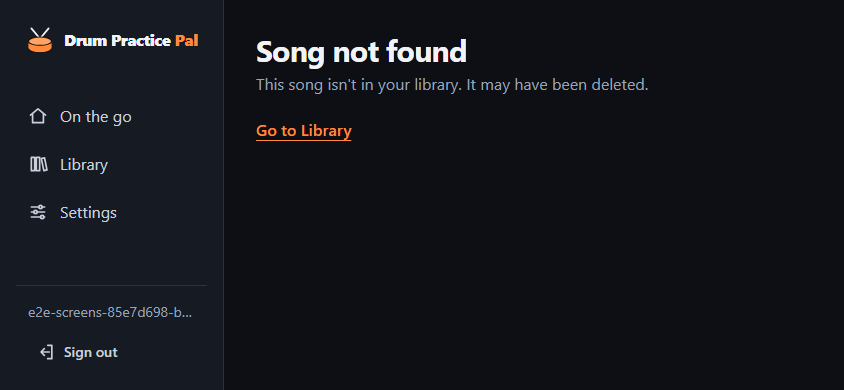 Drum Practice Pal
On the go
Library
Settings
e2e-screens-85e7d698-b...
Sign out
Song not found
This song isn't in your library. It may have been deleted.
Go to Library